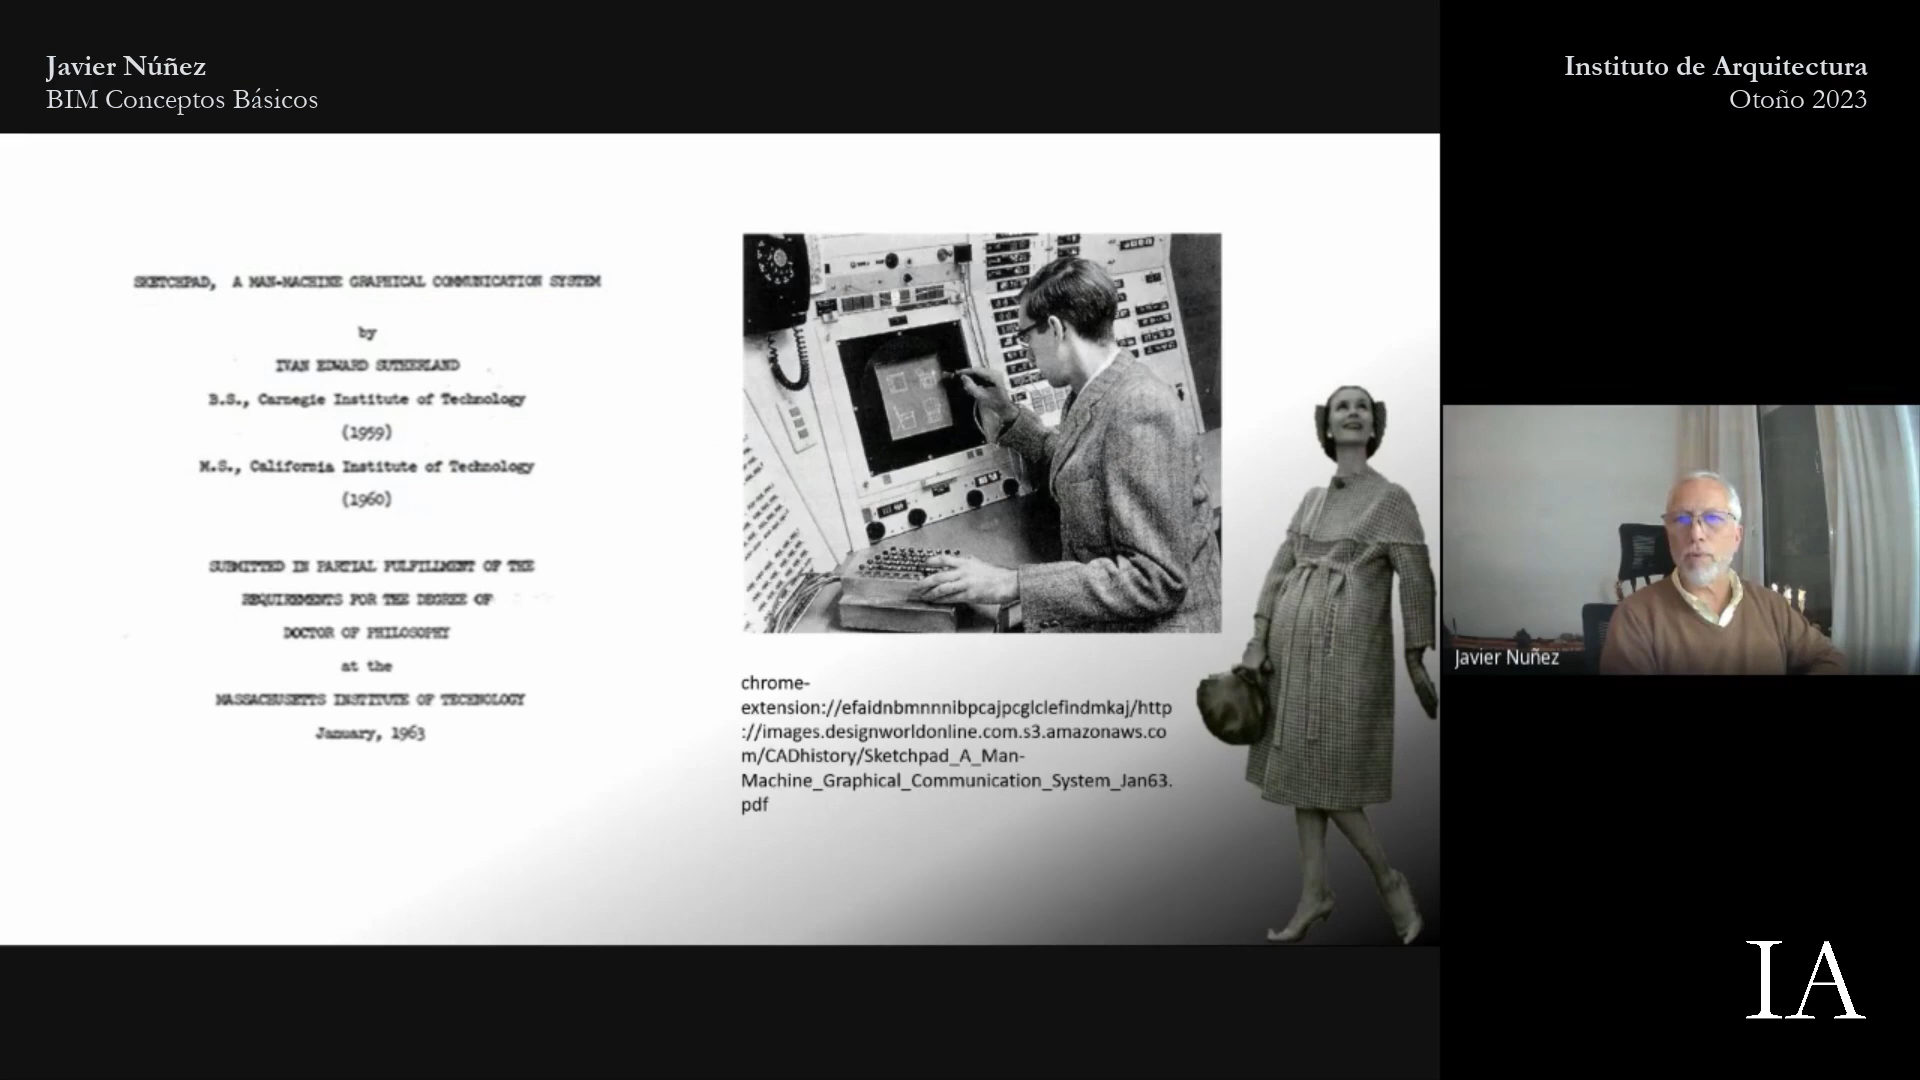 Javier Núñez
BIM Conceptos Básicos
Instituto de Arquitectura
Otoño 2023
SKETCHPAD, A MAN-MACHINE GRAPHICAL COMMUNICATION SYSTEM
by
IVAN EDWARD SUTHERLAND
B.S., Carnegie Institute of Technology
(1959)
M.S., California Institute of Technology
(1960)
SUBMITTED IN PARTIAL FULFILLMENT OF THE
REQUIREMENTS FOR THE DEGREE OF
DOCTOR OF PHILOSOPHY
at the
MASSACHUSETTS INSTITUTE OF TECHNOLOGY
January, 1963
chrome-
extension://efaidnbmnnnibpcajpcglclefindmkaj/http
://images.designworldonline.com.s3.amazonaws.co
m/CADhistory/Sketchpad_A_Man-
Machine_Graphical_Communication_System_Jan63.
pdf
Javier Nuñez
IA